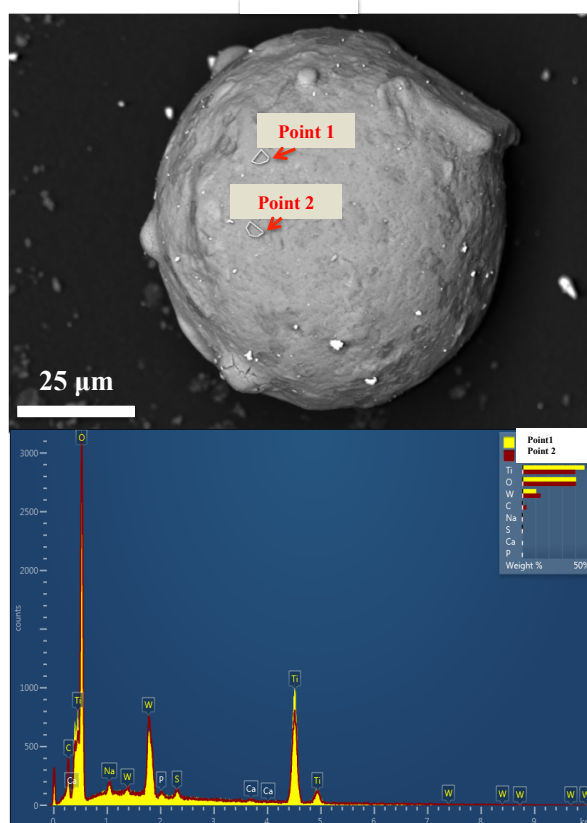 Point 1
Point 2
25 µm
3000
2500
2000
1000
500
0
counts
O
Ti
C
Ca
Na
W
W
P
S
Ca
Ca
Ti
Ti
W
W
W
W
W
0 1 2 3 4 5 6 7 8 9
Point1
Point 2
Ti
O
W
C
Na
S
Ca
P
Weight % 50%